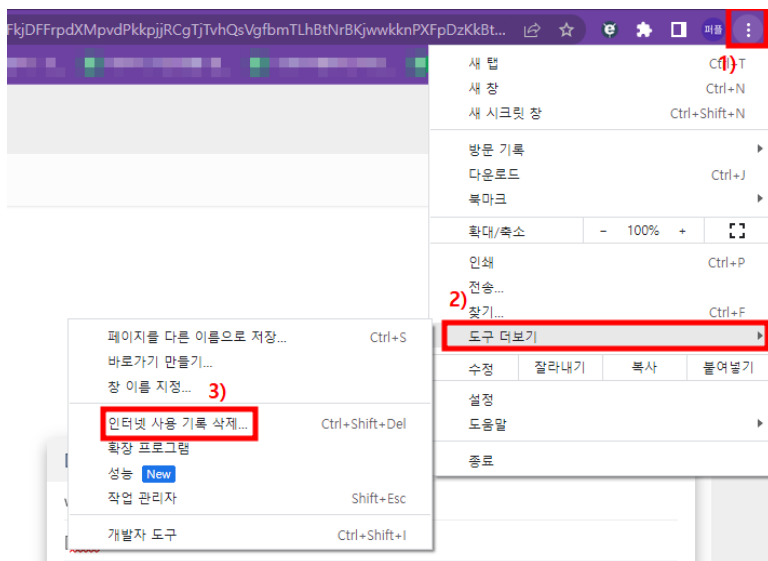 FkjDFFrpdXMpvdPkkpjjRCgTjTvhQsVgfbmTLhBtNrBKjwwkknPXFpDzKkBt... 퍼플
1)
새 탭 Ctrl+T
새 창 Ctrl+N
새 시크릿 창 Ctrl+Shift+N
방문 기록
다운로드 Ctrl+J
북마크
확대/축소 - 100% +
인쇄 Ctrl+P
전송...
2)
찾기... Ctrl+F
도구 더보기
수정 잘라내기 복사 붙여넣기
설정
도움말
종료
페이지를 다른 이름으로 저장... Ctrl+S
바로가기 만들기...
창 이름 지정...
3)
인터넷 사용 기록 삭제... Ctrl+Shift+Del
확장 프로그램
성능 New
작업 관리자 Shift+Esc
개발자 도구 Ctrl+Shift+I